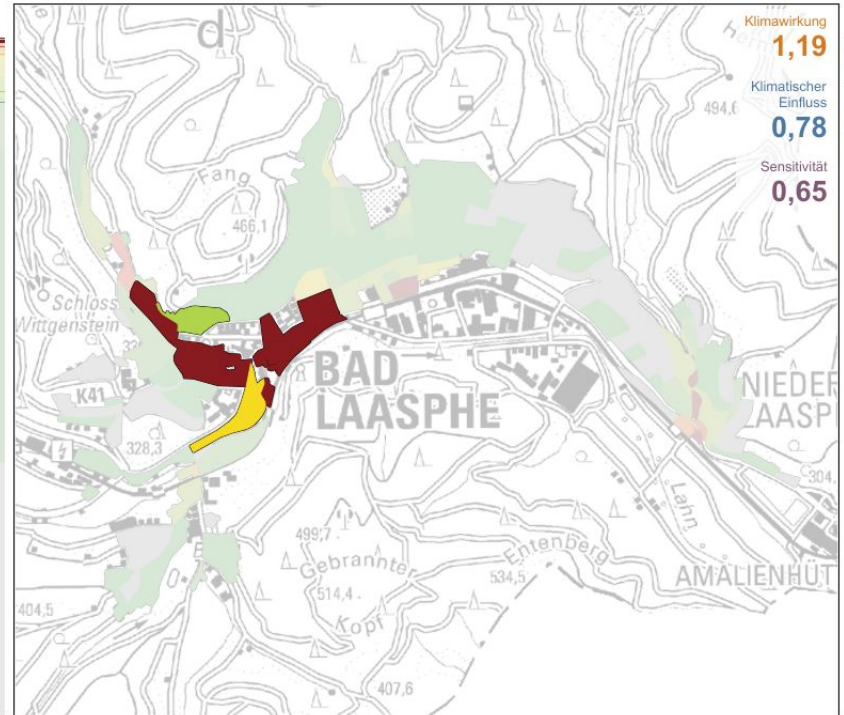 d
Klimawirkung
1,19
Klimatischer
Einfluss
0,78
Sensitivität
0,65
494,6
Fang
466,1
Schloss
Wittgenstein
K41
BAD
LAASPHE
NIEDER
LAASP
328,3
304,
Lahn
499,7
Gebrannter
Kopf
514,4
Entenberg
534,5
AMALIENHÜT
404,5
407,6